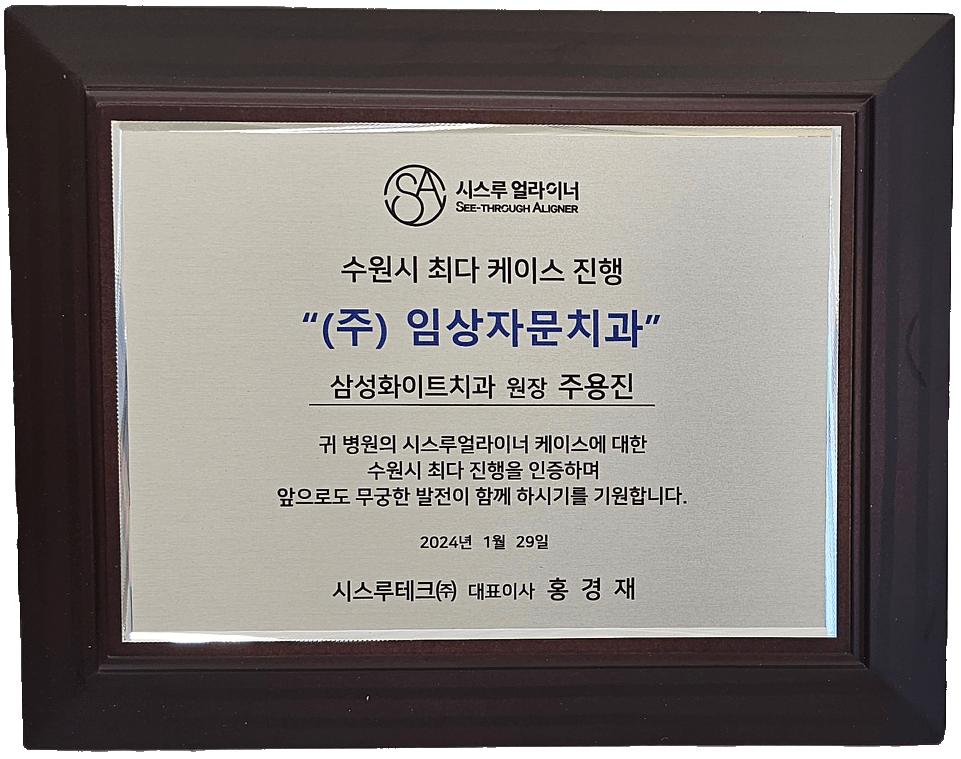 SA
시스루 얼라이너
SEE-THROUGH ALIGNER
수원시 최다 케이스 진행
“(주) 임상자문치과”
삼성화이트치과 원장 주용진
귀 병원의 시스루얼라이너 케이스에 대한
수원시 최다 진행을 인증하며
앞으로도 무궁한 발전이 함께 하시기를 기원합니다.
2024년 1월 29일
시스루테크㈜ 대표이사 홍 경 재